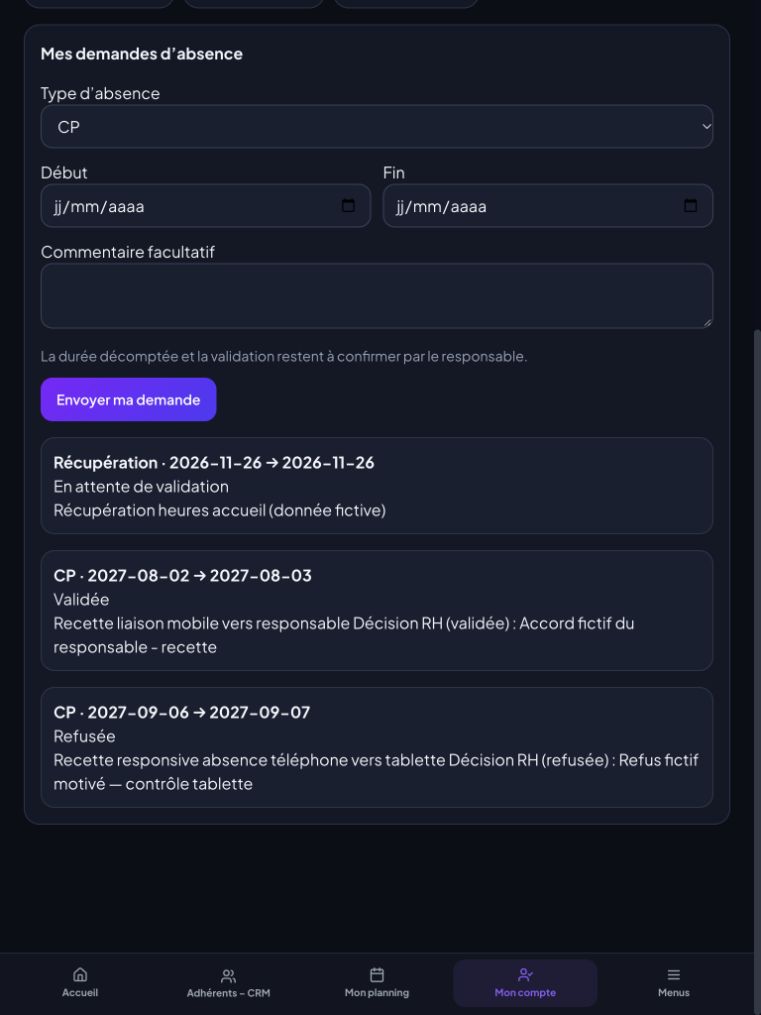 Mes demandes d’absence
Type d’absence
CP
Début
Fin
jj/mm/aaaa
jj/mm/aaaa
Commentaire facultatif
La durée décomptée et la validation restent à confirmer par le responsable.
Envoyer ma demande
Récupération · 2026-11-26 → 2026-11-26
En attente de validation
Récupération heures accueil (donnée fictive)
CP · 2027-08-02 → 2027-08-03
Validée
Recette liaison mobile vers responsable Décision RH (validée) : Accord fictif du
responsable - recette
CP · 2027-09-06 → 2027-09-07
Refusée
Recette responsive absence téléphone vers tablette Décision RH (refusée) : Refus fictif
motivé — contrôle tablette
Accueil
Adhérents - CRM
Mon planning
Mon compte
Menus